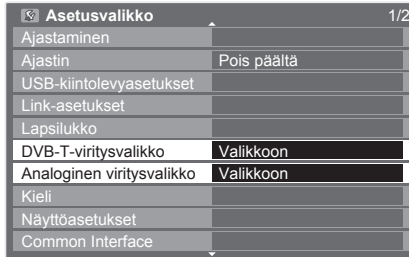 Asetusvalikko 1/2
Ajastaminen
Ajastin Pois päältä
USB-kiintolevyasetukset
Link-asetukset
Lapsilukko
DVB-T-viritysvalikko Valikkoon
Analoginen viritysvalikko Valikkoon
Kieli
Näyttöasetukset
Common Interface